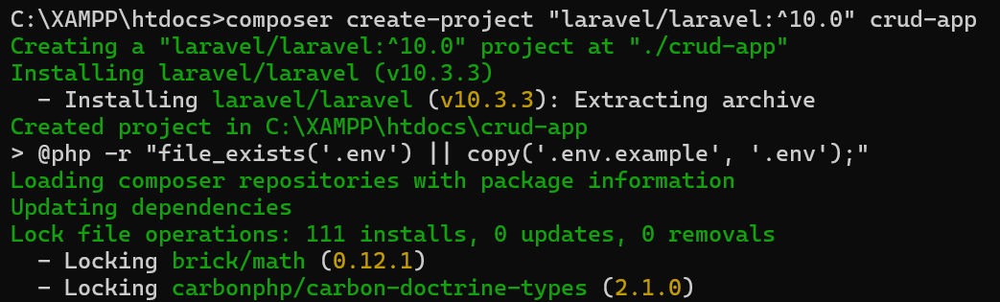 C:\XAMPP\htdocs>composer create-project "laravel/laravel:^10.0" crud-app
Creating a "laravel/laravel:^10.0" project at "./crud-app"
Installing laravel/laravel (v10.3.3)
  - Installing laravel/laravel (v10.3.3): Extracting archive
Created project in C:\XAMPP\htdocs\crud-app
> @php -r "file_exists('.env') || copy('.env.example', '.env');"
Loading composer repositories with package information
Updating dependencies
Lock file operations: 111 installs, 0 updates, 0 removals
  - Locking brick/math (0.12.1)
  - Locking carbonphp/carbon-doctrine-types (2.1.0)